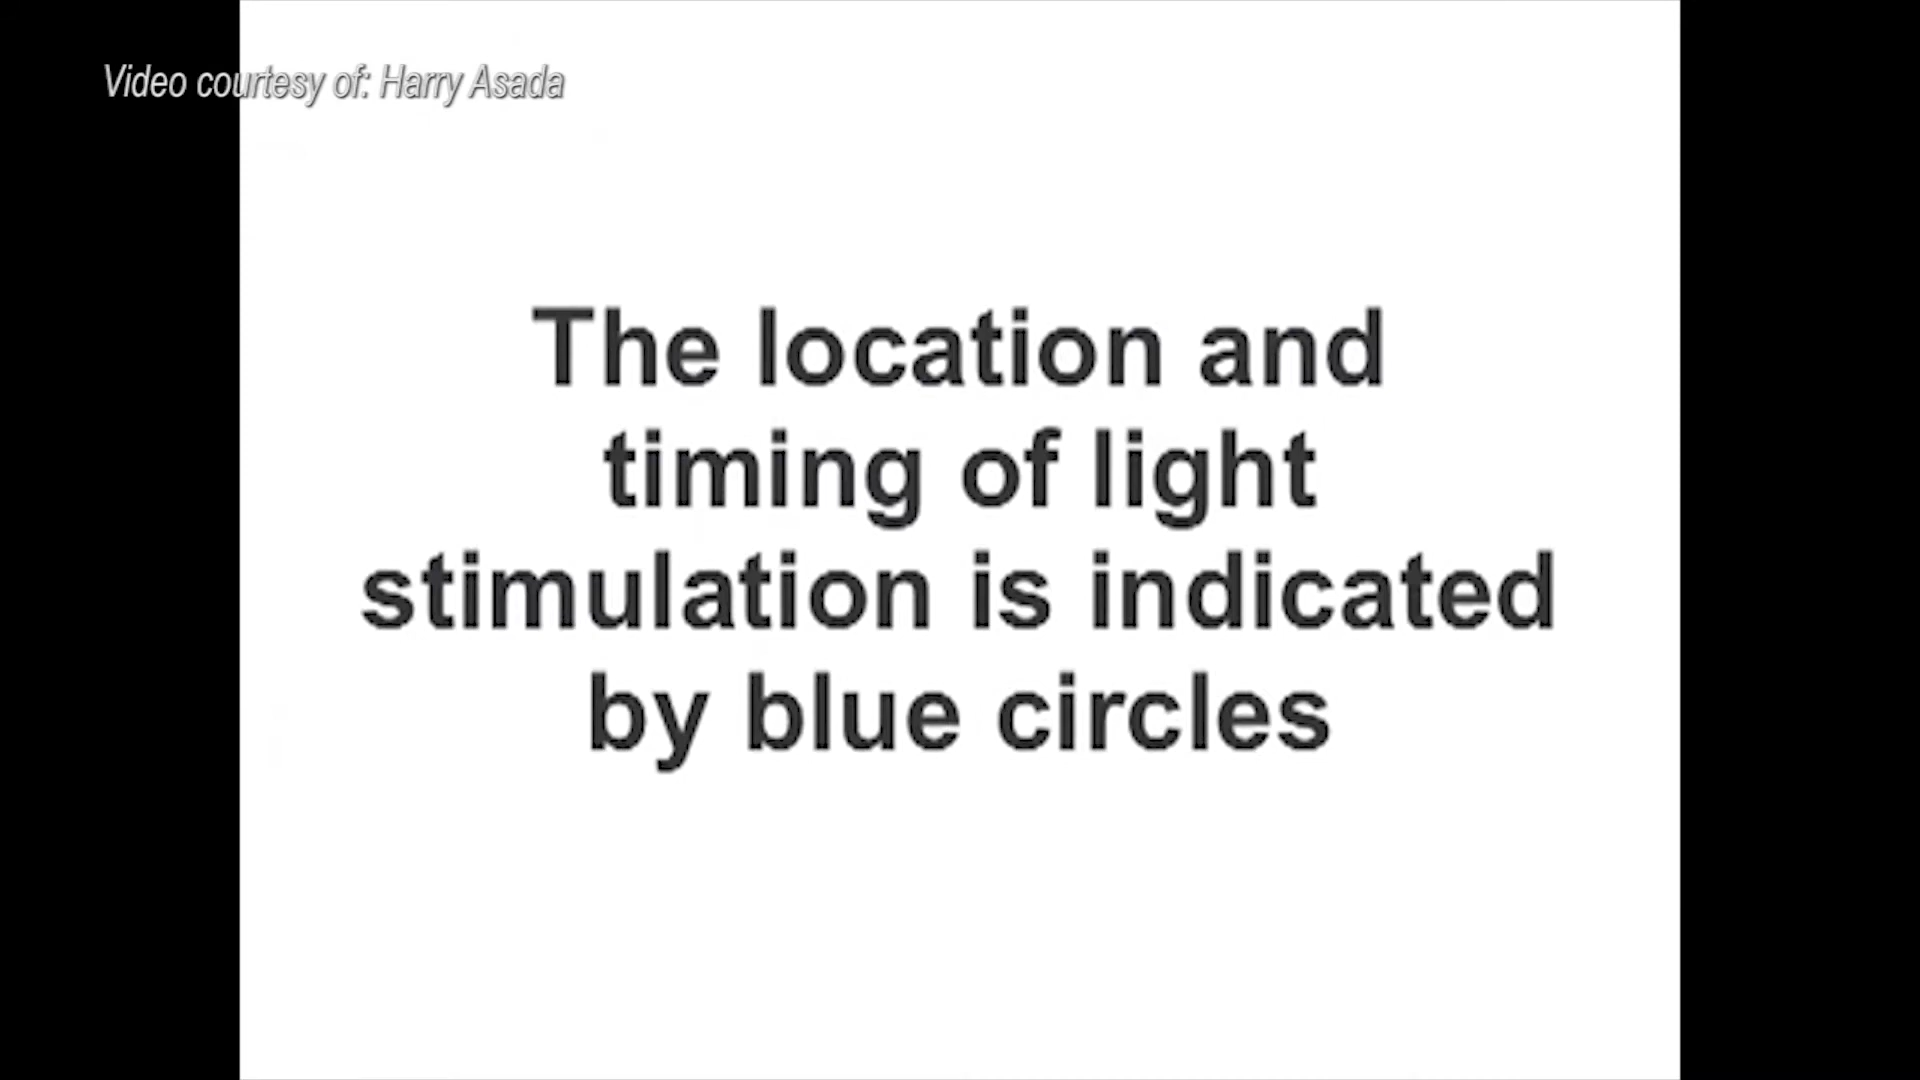 Video courtesy of: Harry Asada
The location and
timing of light
stimulation is indicated
by blue circles